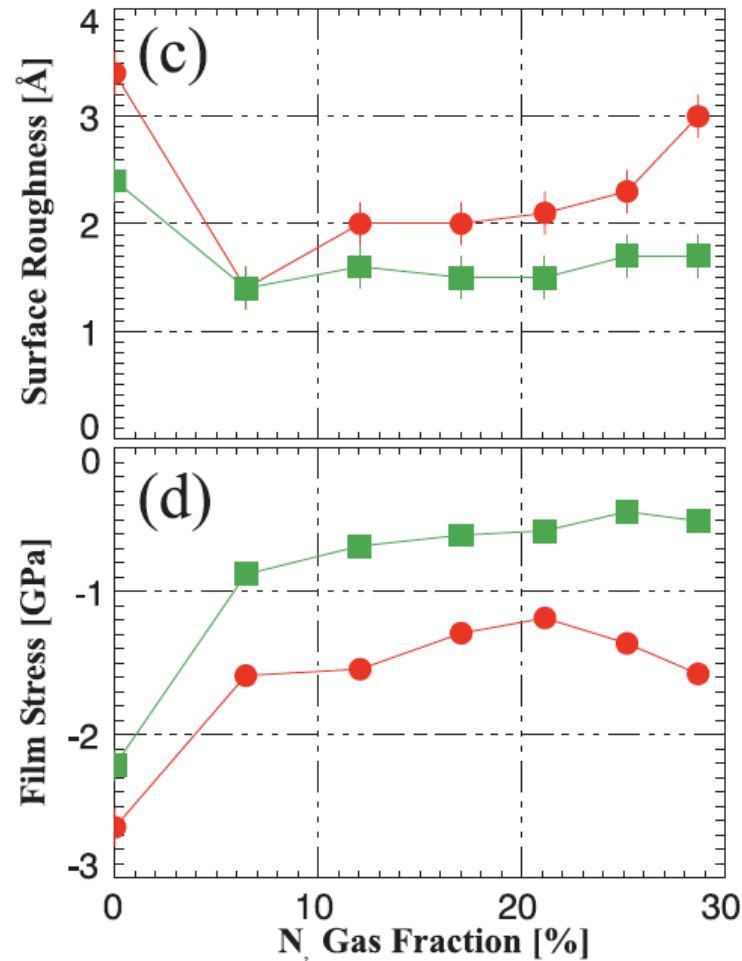 (c)
Surface Roughness [Å]
4
3
2
1
0
(d)
Film Stress [GPa]
0
-1
-2
-3
0 10 20 30
N, Gas Fraction [%]